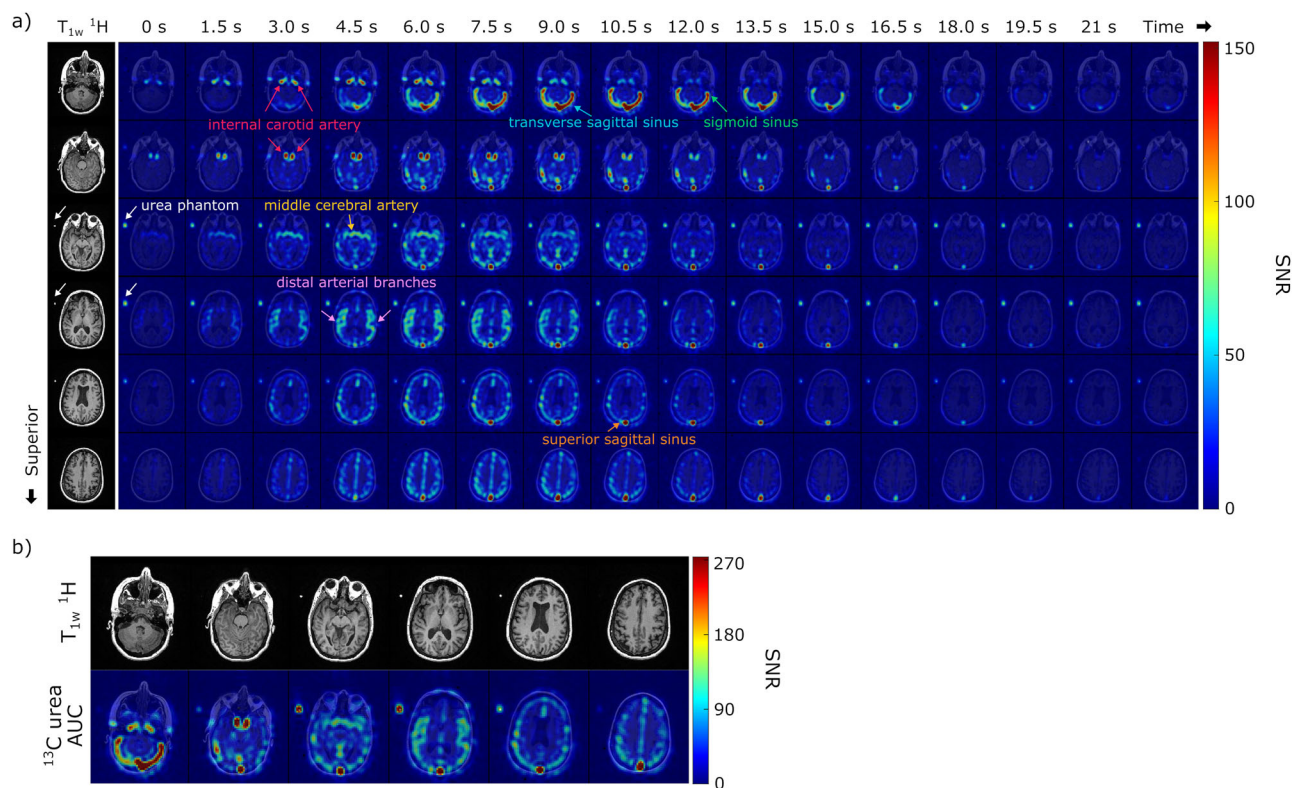 a)
T1w 1H 0 s 1.5 s 3.0 s 4.5 s 6.0 s 7.5 s 9.0 s 10.5 s 12.0 s 13.5 s 15.0 s 16.5 s 18.0 s 19.5 s 21 s Time
150
internal carotid artery
transverse sagittal sinus
sigmoid sinus
100
urea phantom
middle cerebral artery
SNR
distal arterial branches
50
superior sagittal sinus
Superior
0
b)
T1w 1H
270
180
SNR
13C urea
AUC
90
0